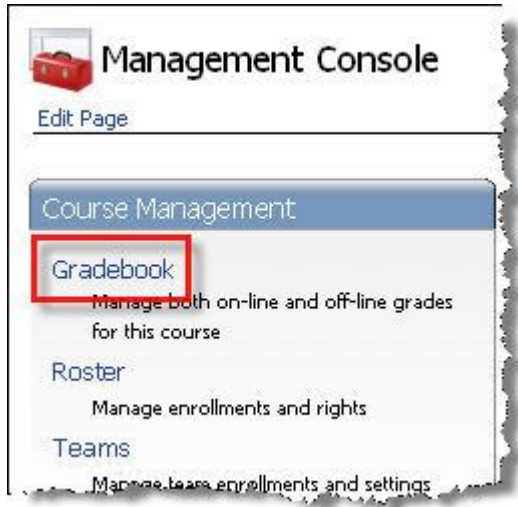 Management Console
Edit Page
Course Management
Gradebook
Manage both on-line and off-line grades
for this course
Roster
Manage enrollments and rights
Teams
Manage team enrollments and settings